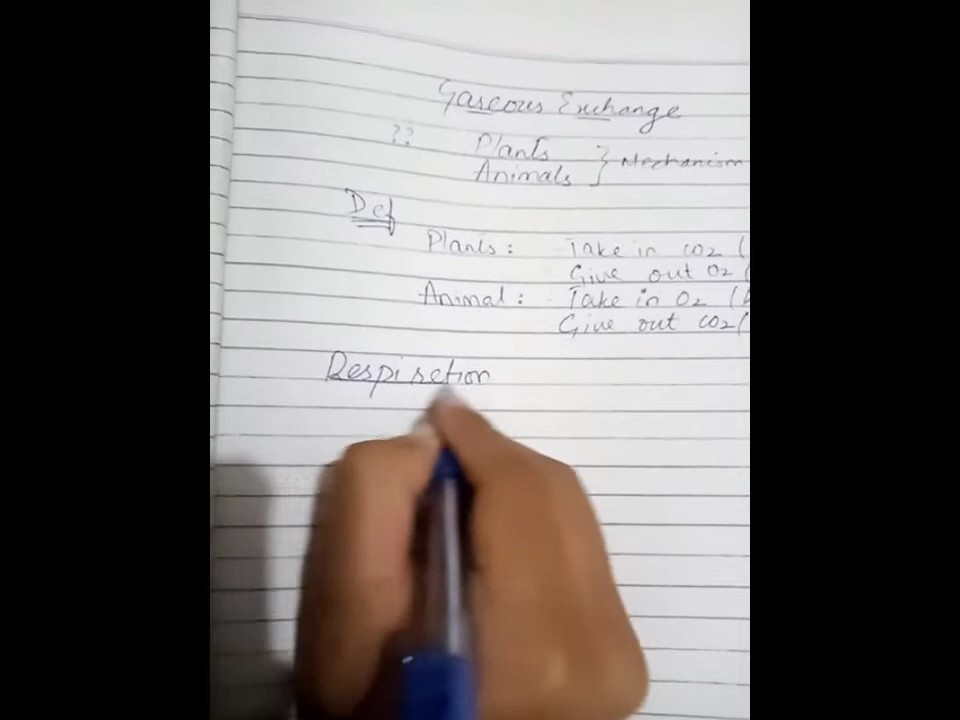 Gaseous Exchange
?? Plants
Animals } Mechanism
Def
Plants: - Take in CO2 (
Give out O2 (
Animal: - Take in O2 (
Give out CO2 (
Respiration